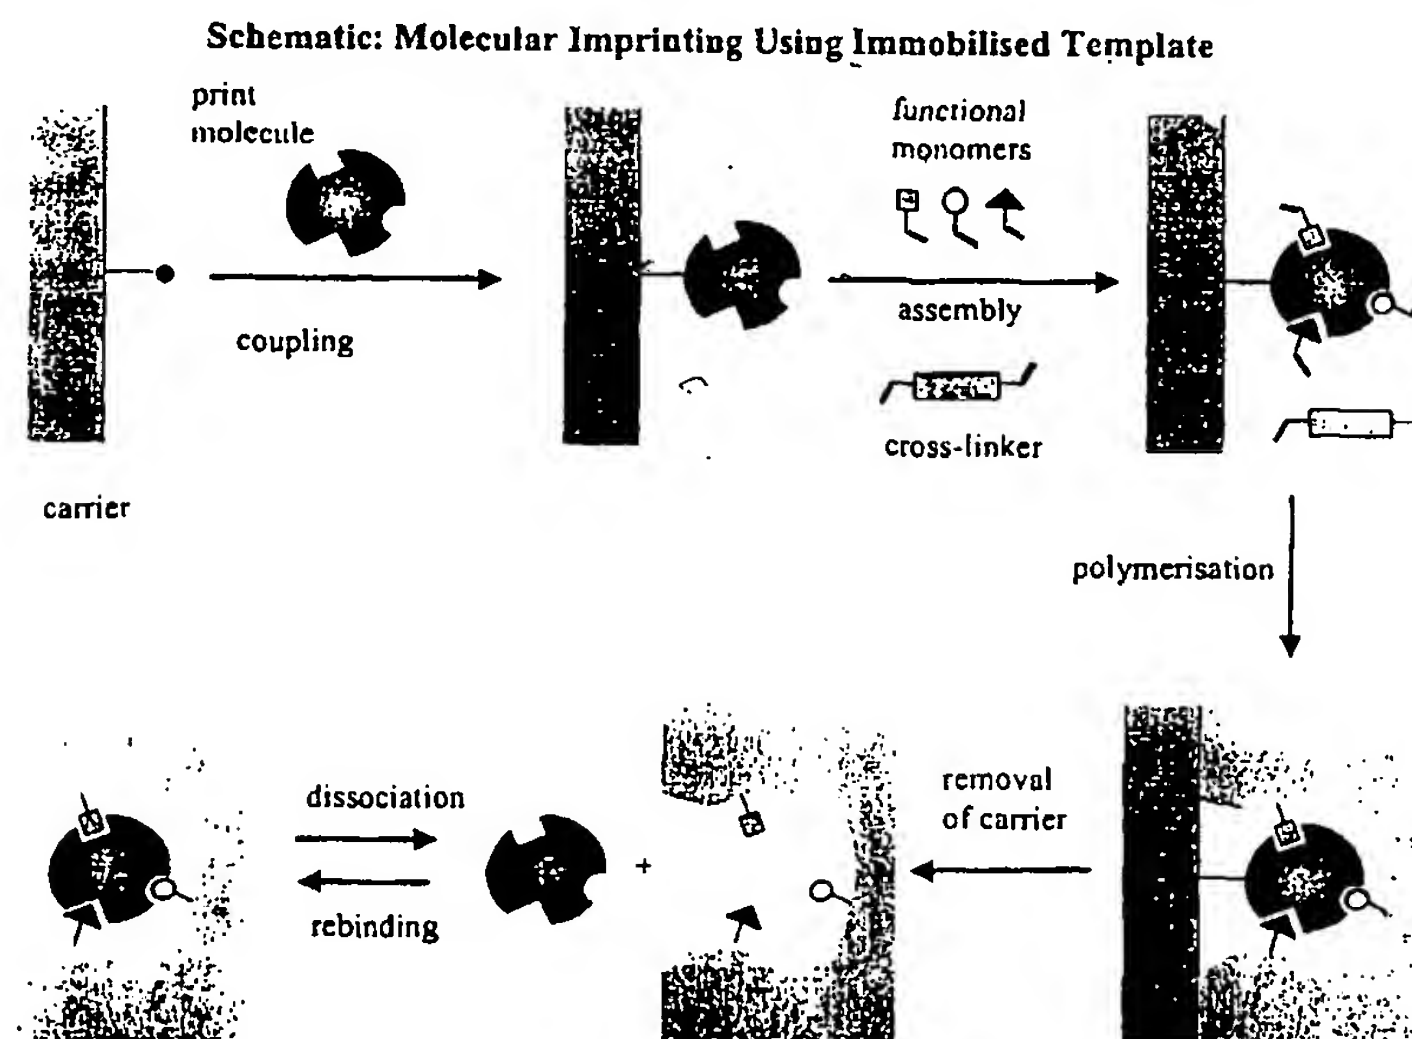 Schematic: Molecular Imprinting Using Immobilised Template
print
molecule
coupling
carrier
functional
monomers
assembly
cross-linker
polymerisation
removal
of carrier
dissociation
+
rebinding